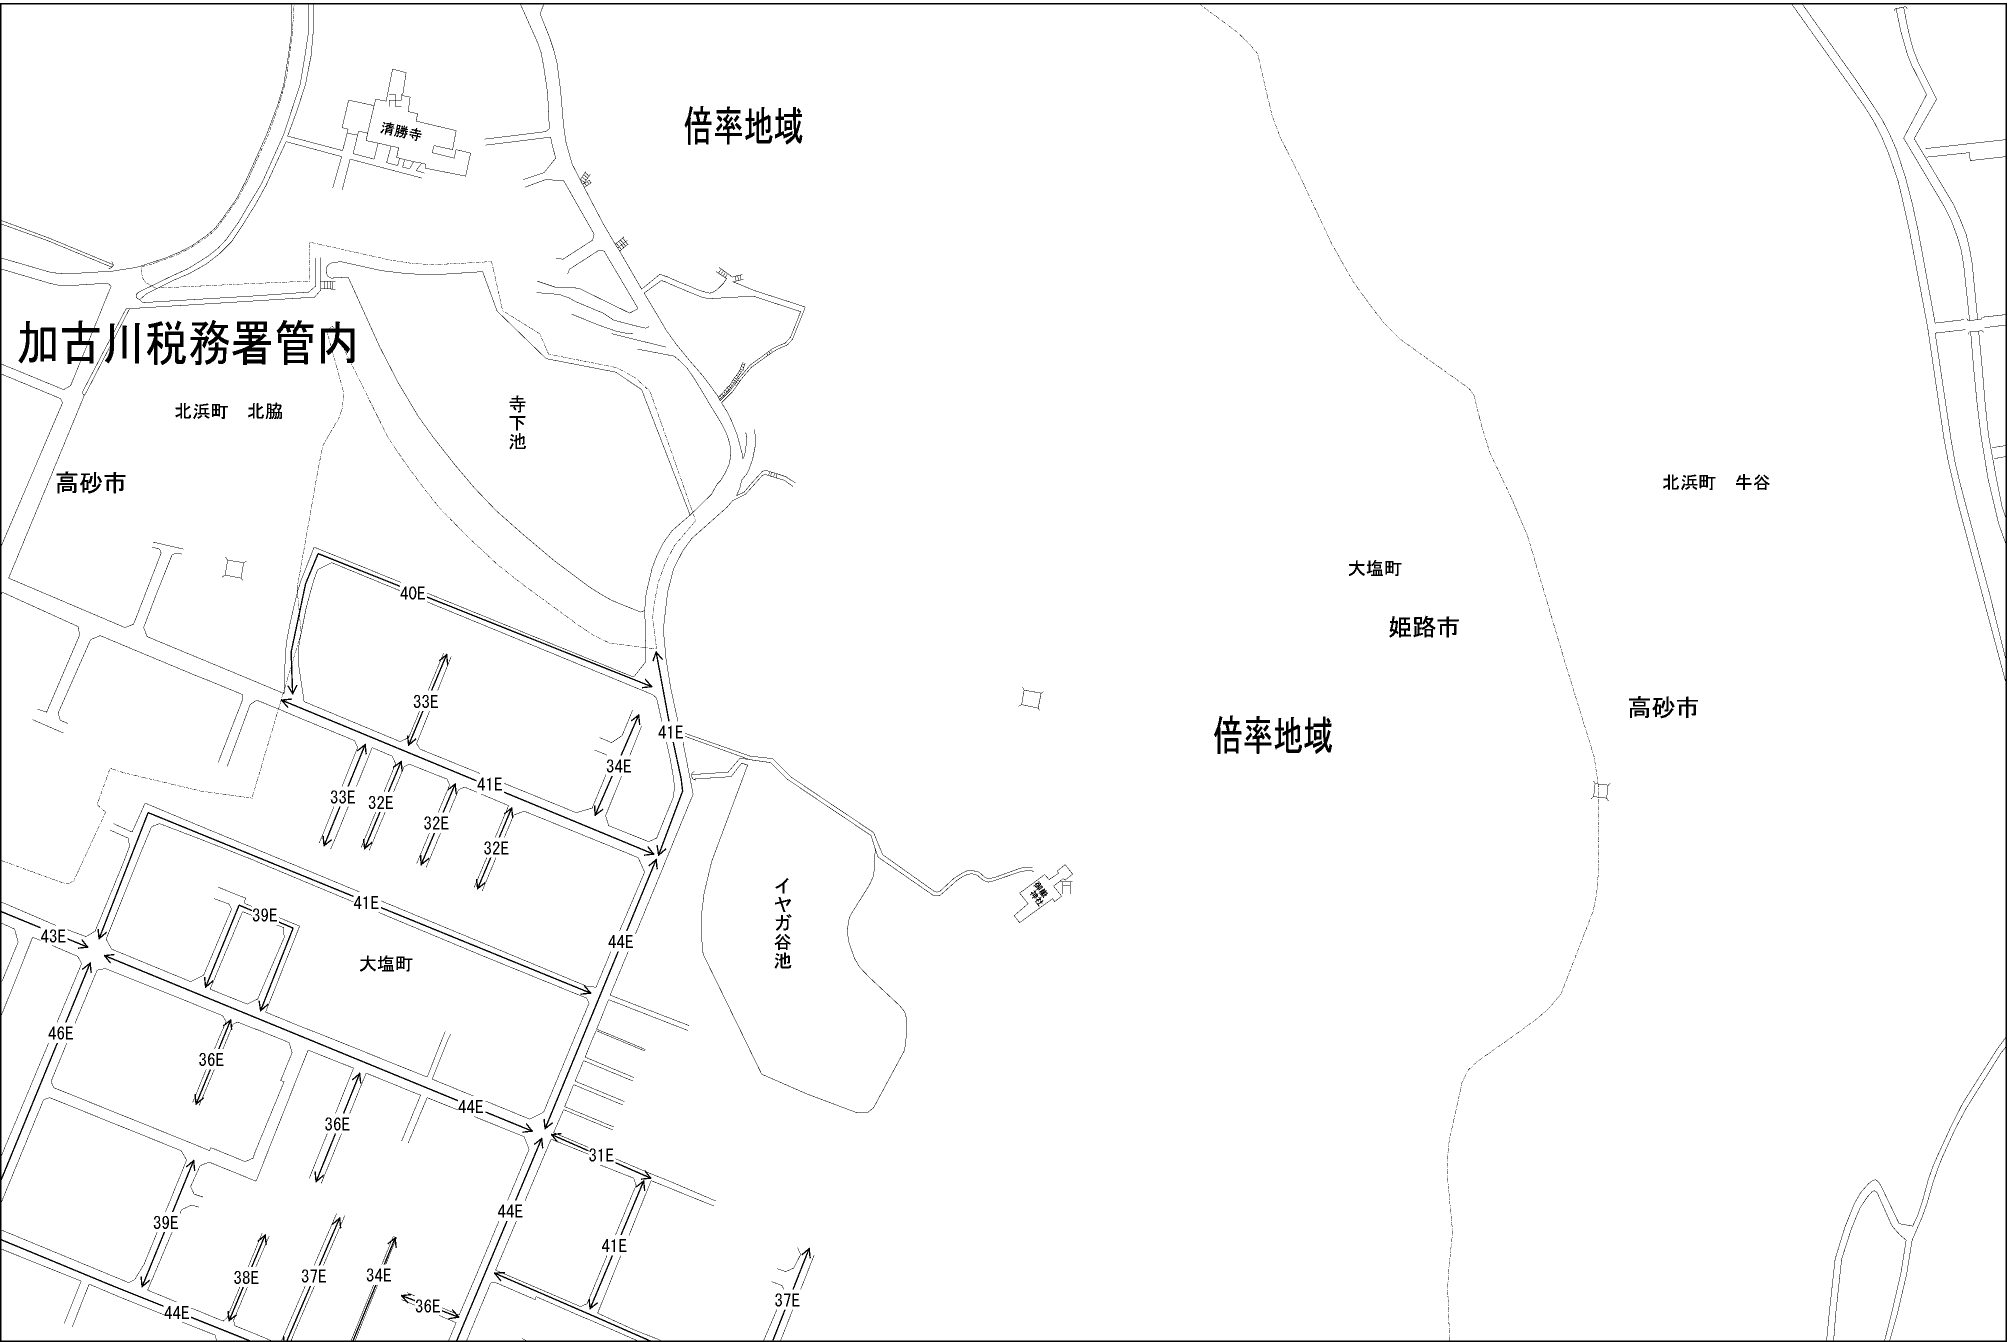 倍率地域
清勝寺
加古川税務署管内
北浜町　北脇
寺下池
高砂市
北浜町　牛谷
大塩町
姫路市
40E
33E
高砂市
41E
倍率地域
34E
41E
33E
32E
32E
32E
イヤガ谷池
41E
39E
43E
44E
大塩町
46E
36E
44E
36E
31E
44E
39E
41E
38E
37E
34E
37E
36E
44E